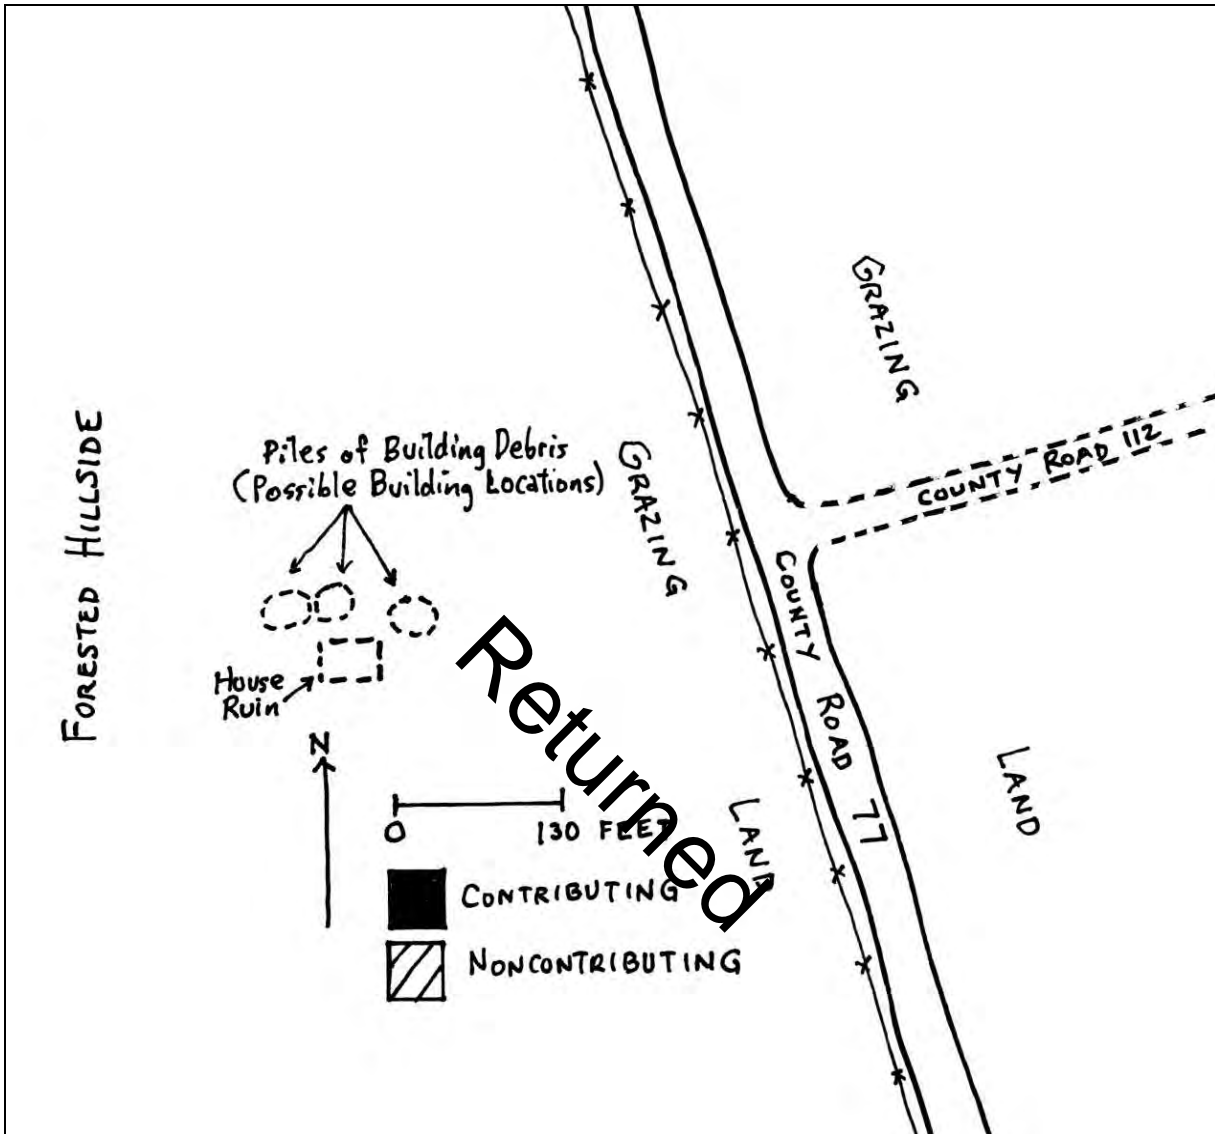 GRAZING
COUNTY ROAD 112
FORESTED HILLSIDE
Piles of Building Debris
(Possible Building Locations)
GRAZING
COUNTY ROAD 77
House
Ruin
Returned
N
LAND
LAND
0 130 FEET
CONTRIBUTING
NONCONTRIBUTING